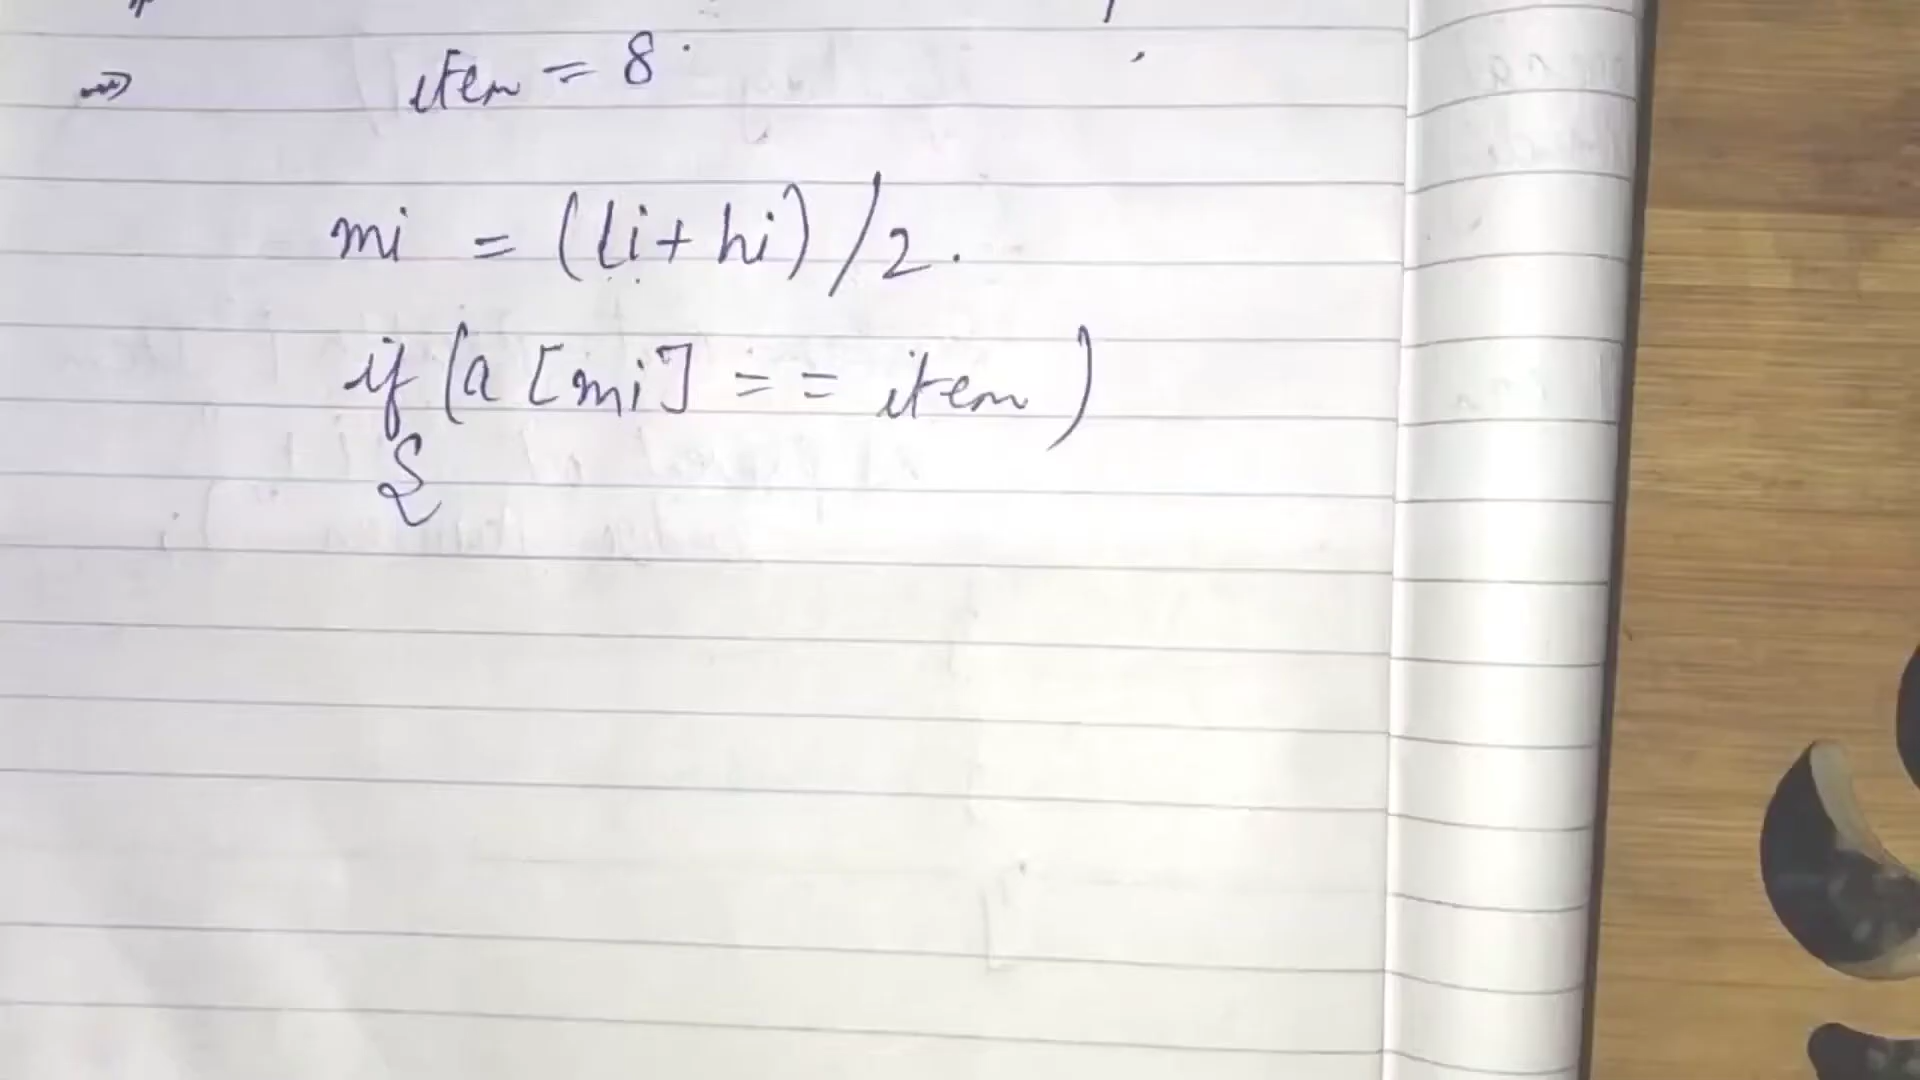 item = 8
mi = (li + hi) / 2.
if (a [mi] == item)
{